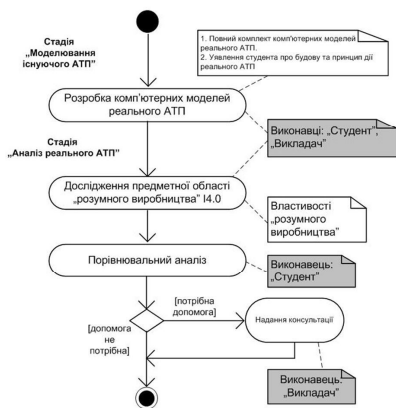 Стадія
„Моделювання
існуючого АТП”
1. Повний комплект комп'ютерних моделей
реального АТП.
2. Уявлення студента про будову та принцип дії
реального АТП
Розробка комп'ютерних моделей
реального АТП
Стадія
„Аналіз реального АТП”
Виконавці: „Студент”,
„Викладач”
Дослідження предметної області
„розумного виробництва” І4.0
Властивості
„розумного
виробництва”
Порівнювальний аналіз
Виконавець:
„Студент”
[потрібна
допомога]
Надання консультації
[допомога
не
потрібна]
Виконавець:
„Викладач”